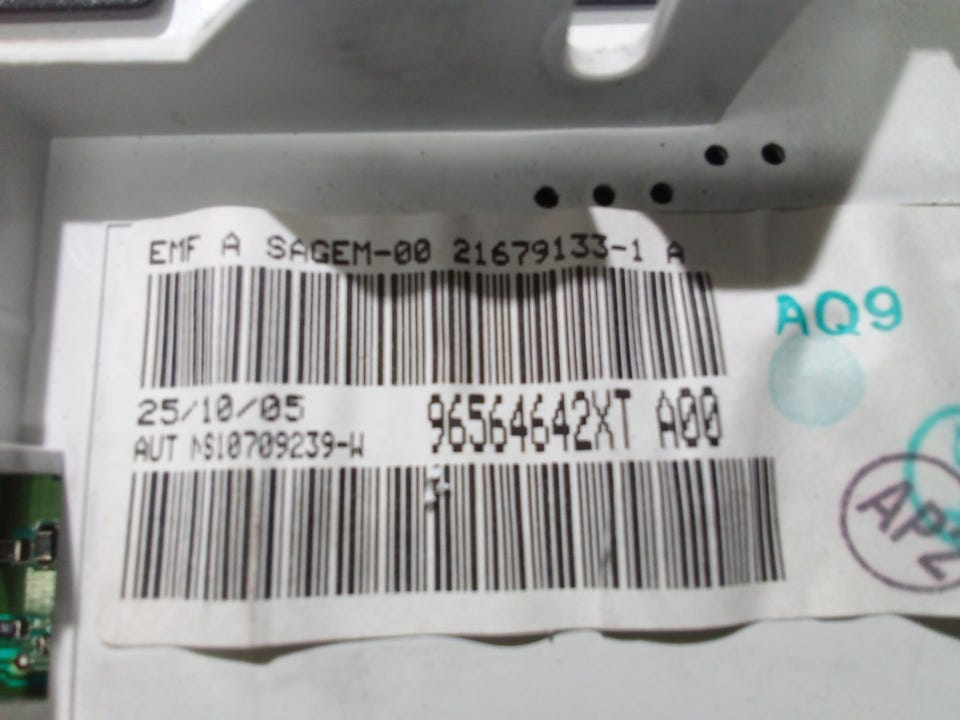 EMF A SAGEM-00 21679133-1 A
AQ9
25/10/05 96564642XT A00
AUT NS10709239-W
APZ